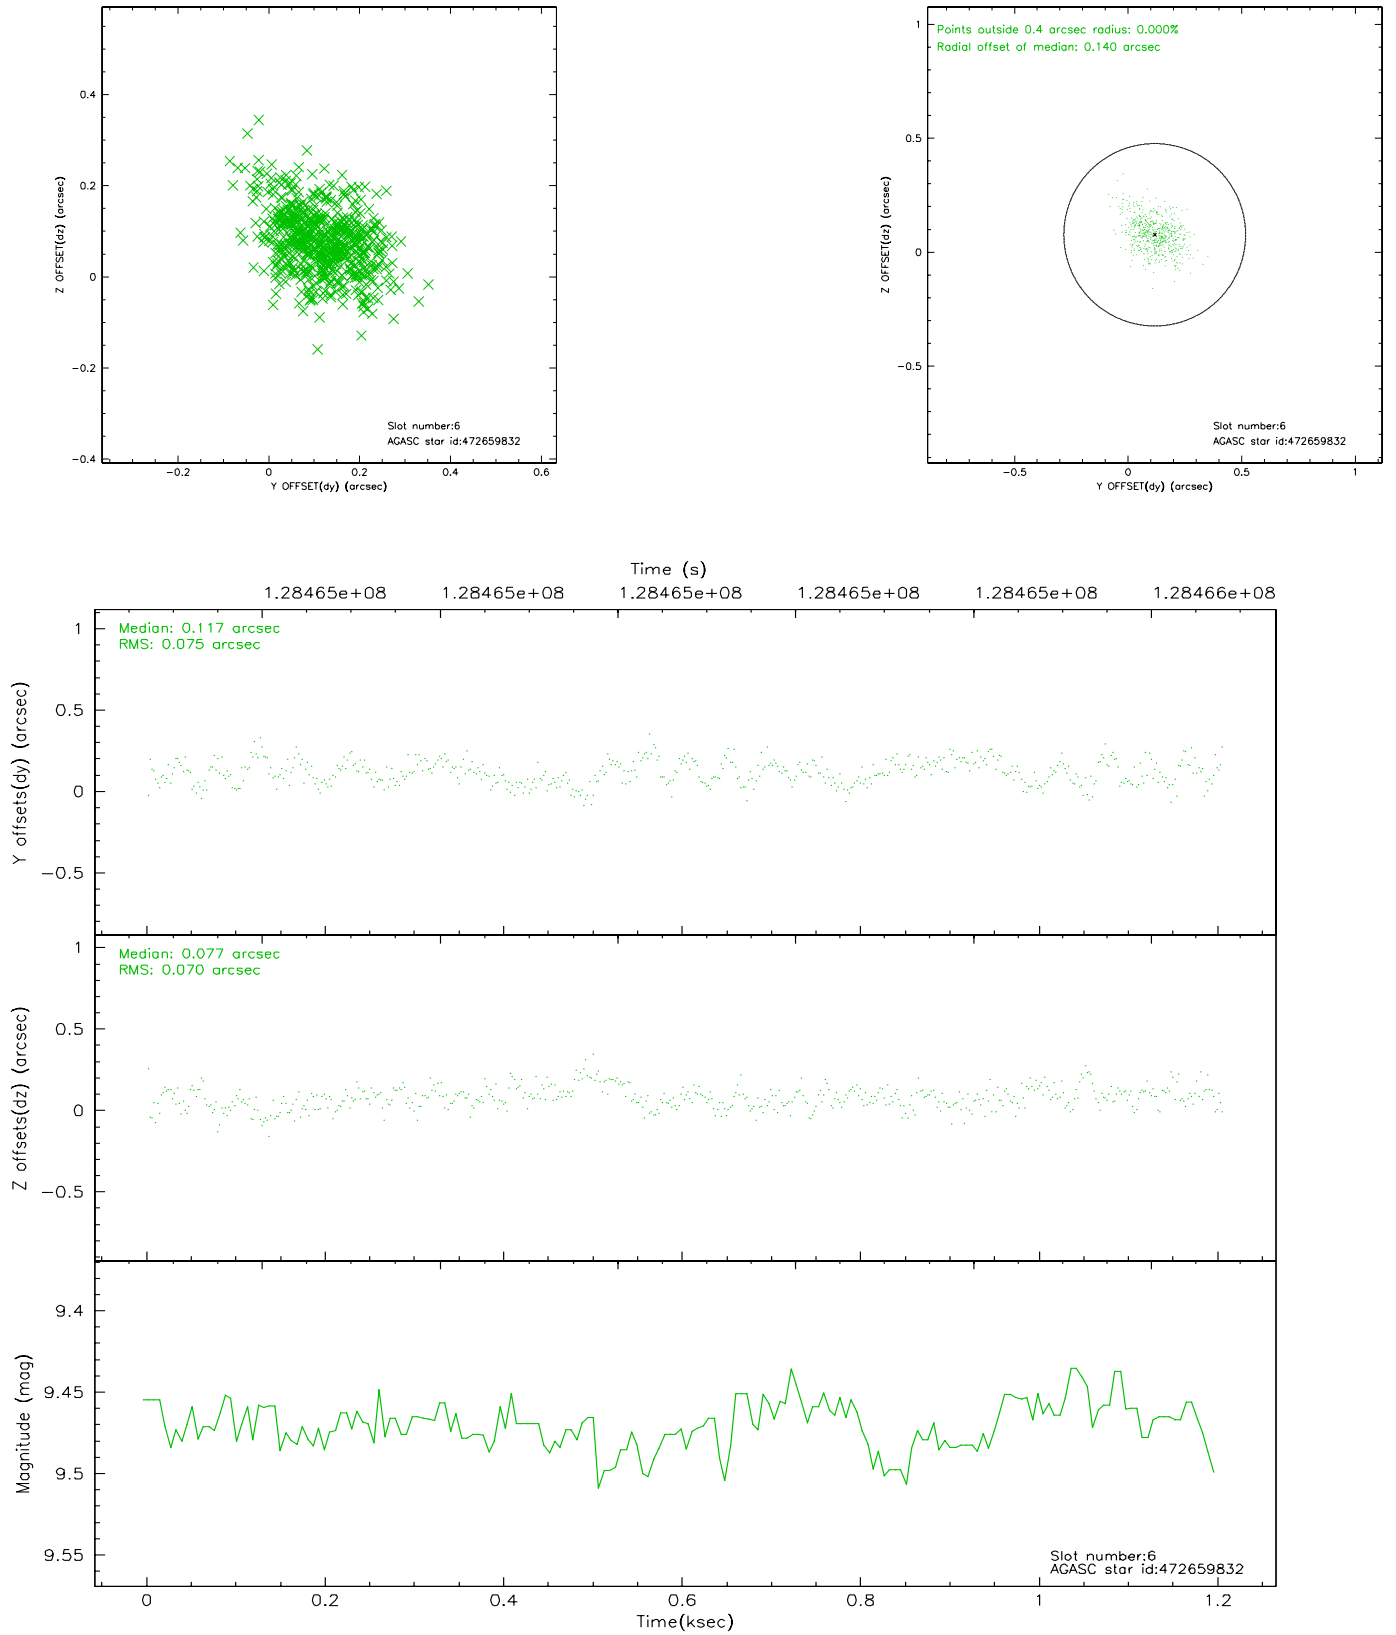 0.4
0.2
0
−0.2
−0.4
Z OFFSET(dz) (arcsec)
Slot number:6
AGASC star id:472659832
−0.2 0 0.2 0.4 0.6
Y OFFSET(dy) (arcsec)
Points outside 0.4 arcsec radius: 0.000%
Radial offset of median: 0.140 arcsec
1
0.5
0
−0.5
Z OFFSET(dz) (arcsec)
Slot number:6
AGASC star id:472659832
−0.5 0 0.5 1
Y OFFSET(dy) (arcsec)
Time (s)
1.28465e+08 1.28465e+08 1.28465e+08 1.28465e+08 1.28465e+08 1.28466e+08
Median: 0.117 arcsec
RMS: 0.075 arcsec
1
0.5
0
−0.5
Y offsets(dy) (arcsec)
Median: 0.077 arcsec
RMS: 0.070 arcsec
1
0.5
0
−0.5
Z offsets(dz) (arcsec)
9.4
9.45
9.5
9.55
Magnitude (mag)
Slot number:6
AGASC star id:472659832
0 0.2 0.4 0.6 0.8 1 1.2
Time(ksec)